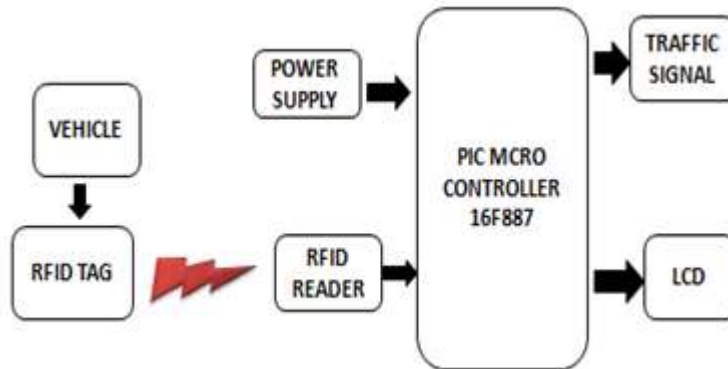 VEHICLE
RFID TAG
POWER
SUPPLY
RFID
READER
PIC MCRO
CONTROLLER
16F887
TRAFFIC
SIGNAL
LCD